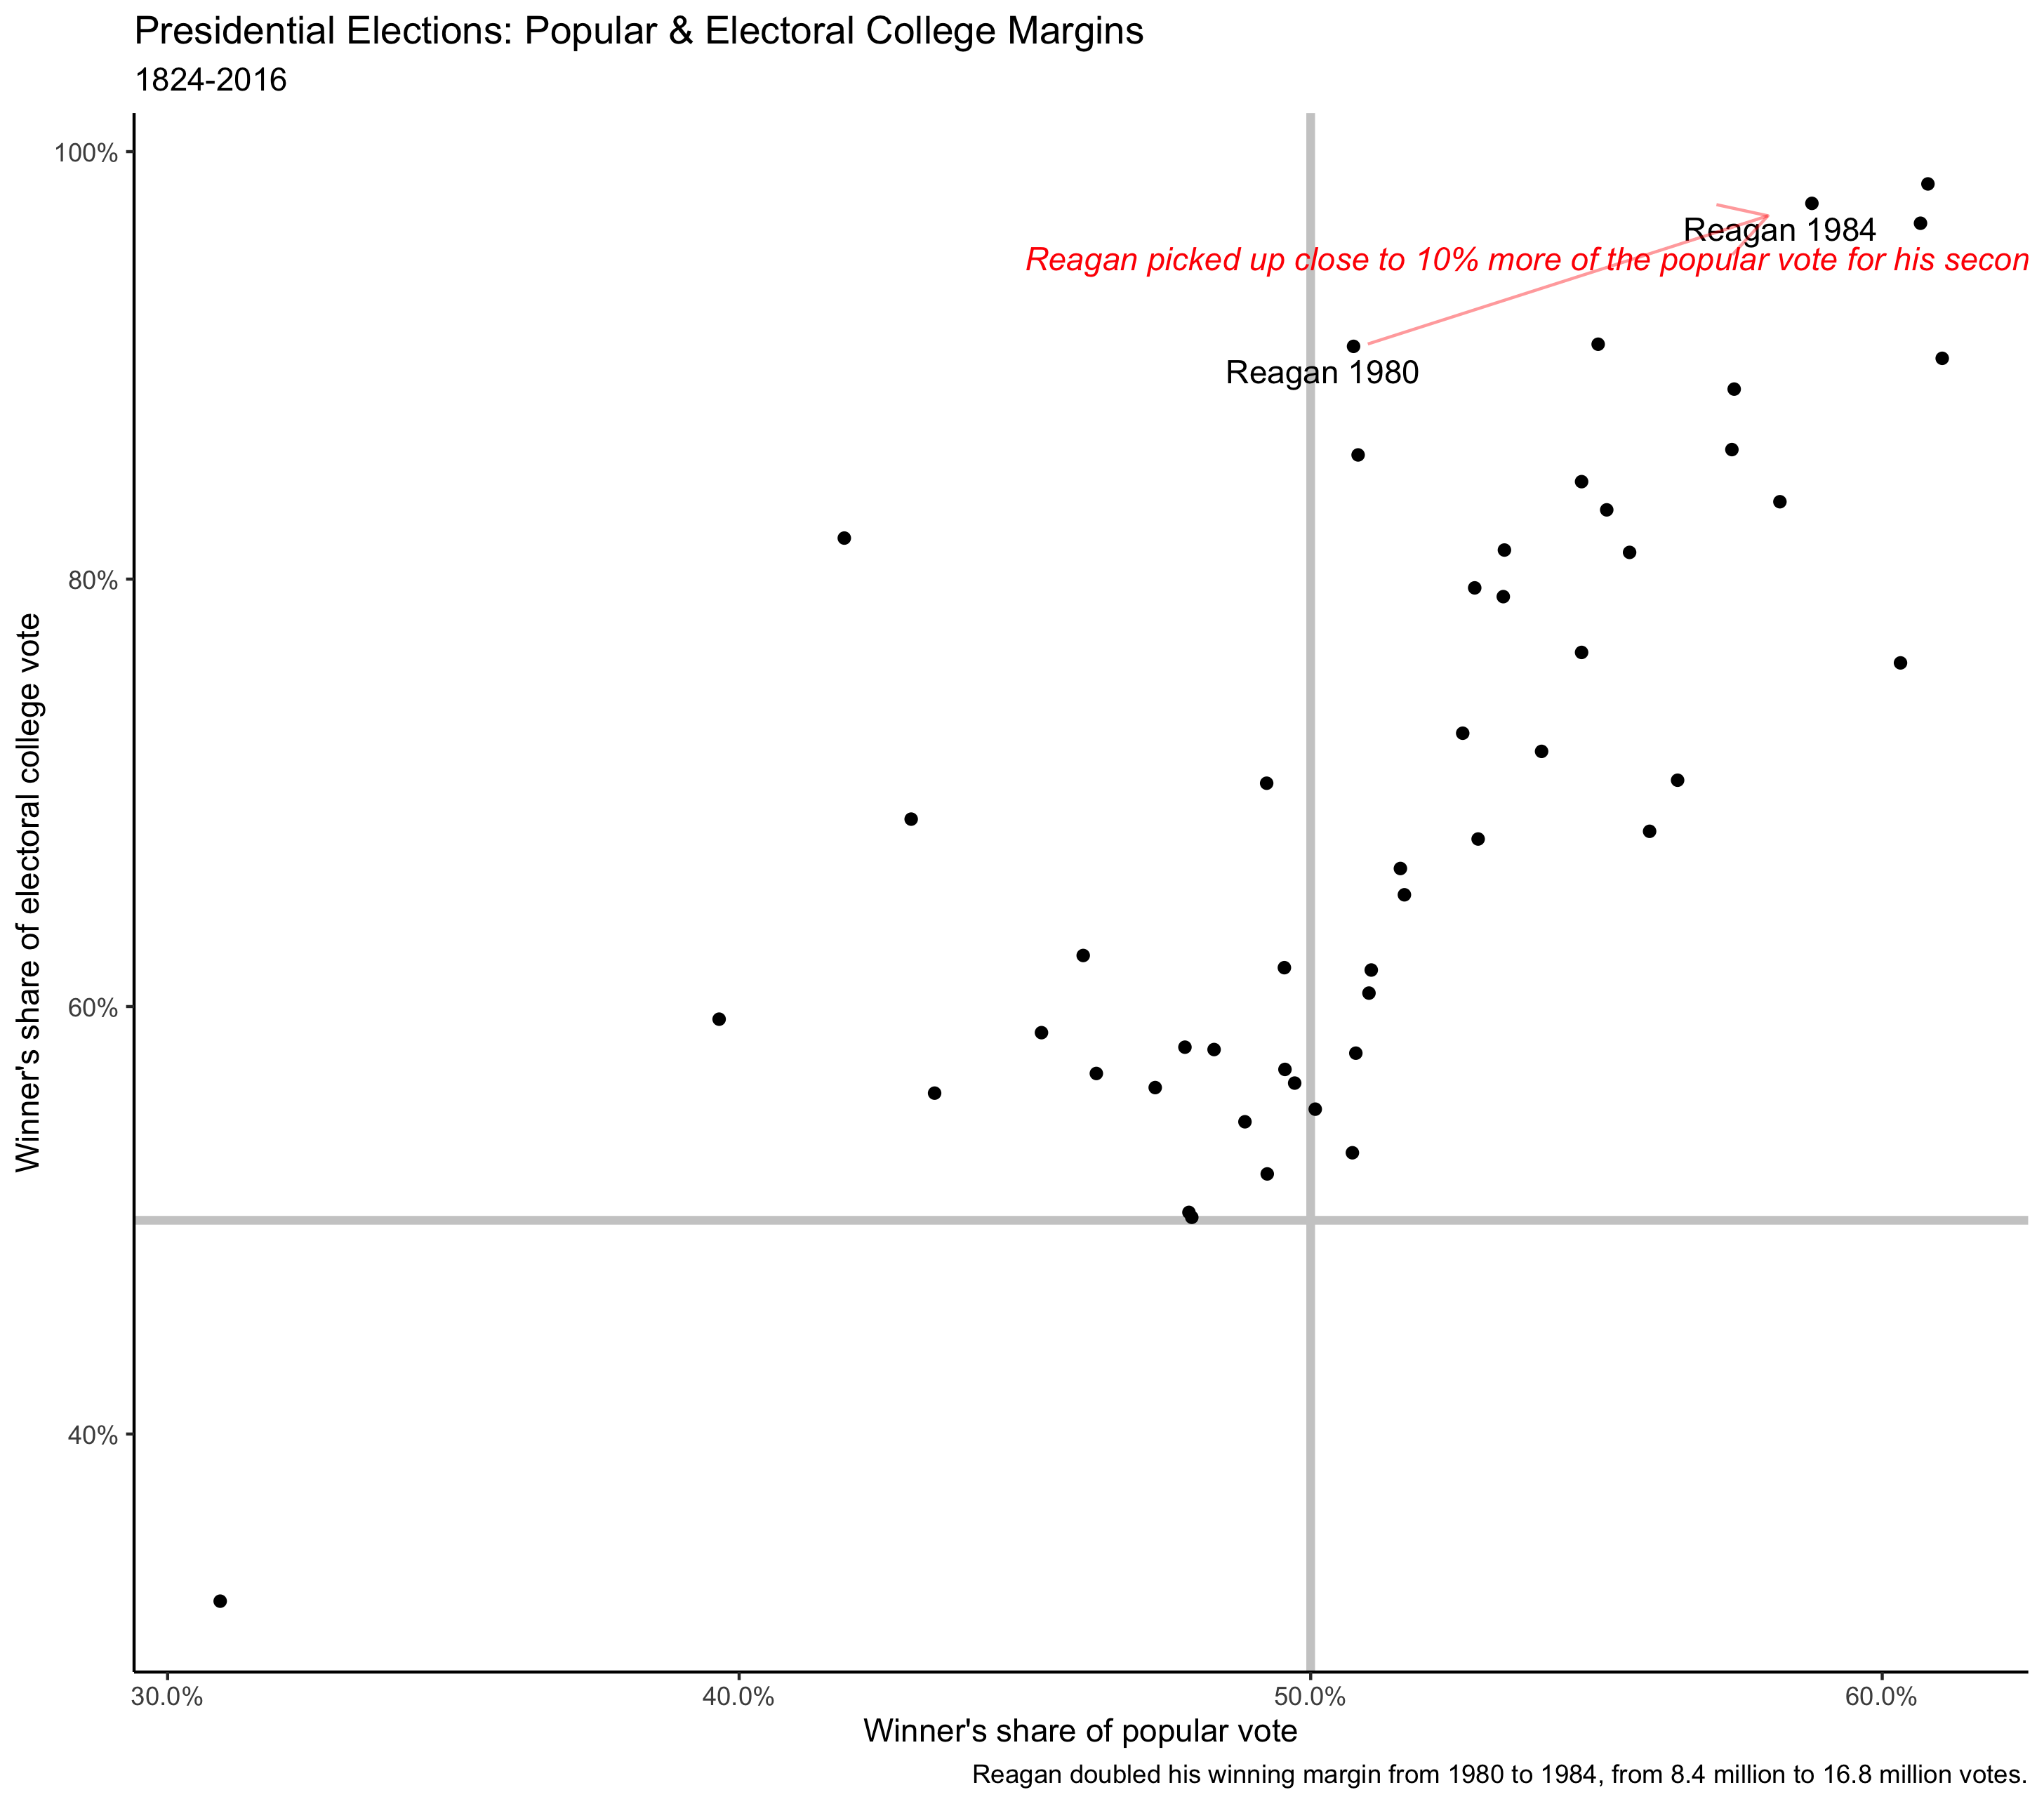 Presidential Elections: Popular & Electoral College Margins
1824-2016
100%
80%
60%
40%
Winner's share of electoral college vote
Reagan 1984
Reagan picked up close to 10% more of the popular vote for his secon
Reagan 1980
30.0%
40.0%
50.0%
60.0%
Winner's share of popular vote
Reagan doubled his winning margin from 1980 to 1984, from 8.4 million to 16.8 million votes.